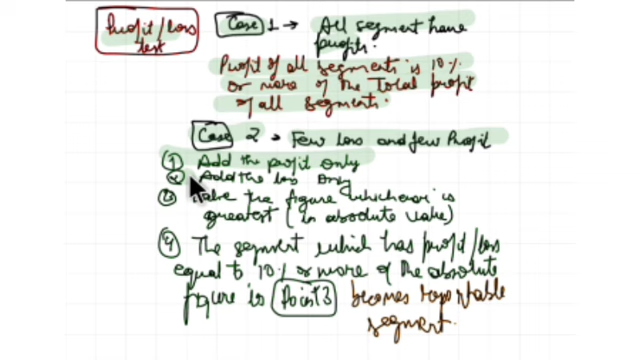 Profit/Loss
test
Case 1 → All segment have
profits.
Profit of all segments is 10%
or more of the Total profit
of all segments.
Case 2 → Few loss and few Profit
① Add the profit only
② Add the loss only
③ Take the figure whichever is
greatest (in absolute value)
④ The segment which has profit/loss
equal to 10% or more of the absolute
figure in Point 3 becomes reportable
segment.